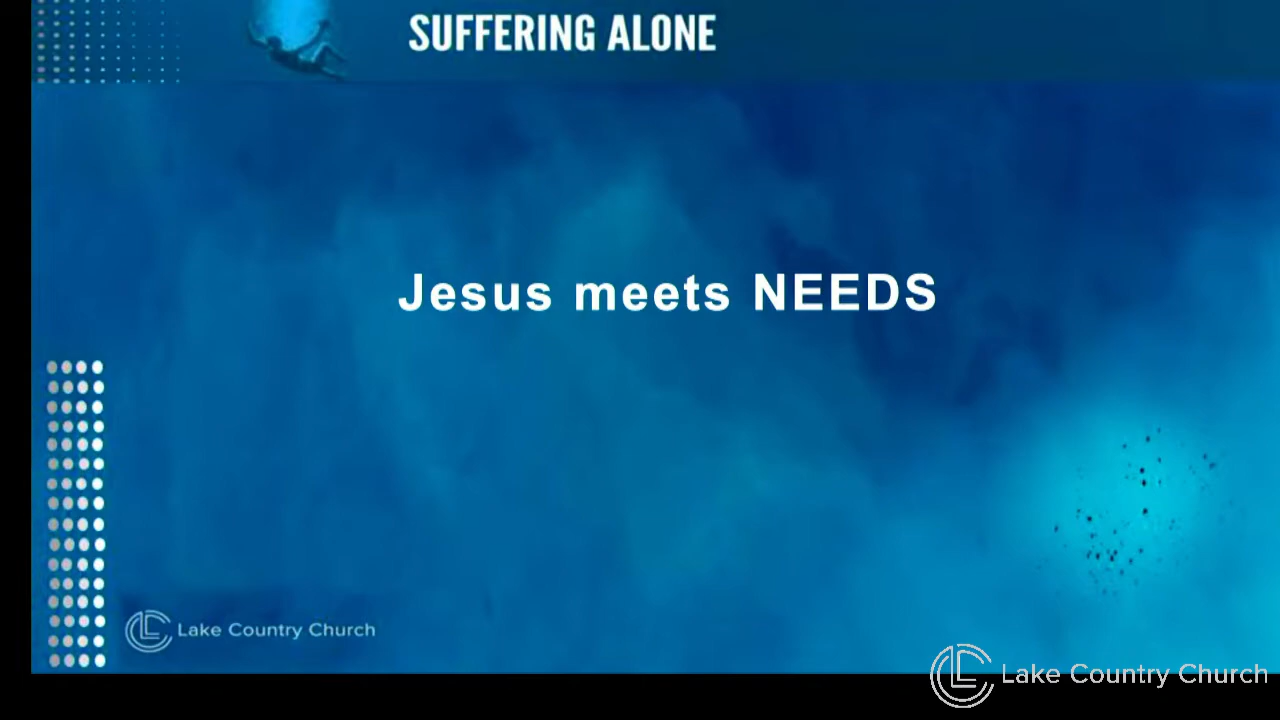 SUFFERING ALONE
Jesus meets NEEDS
Lake Country Church
Lake Country Church